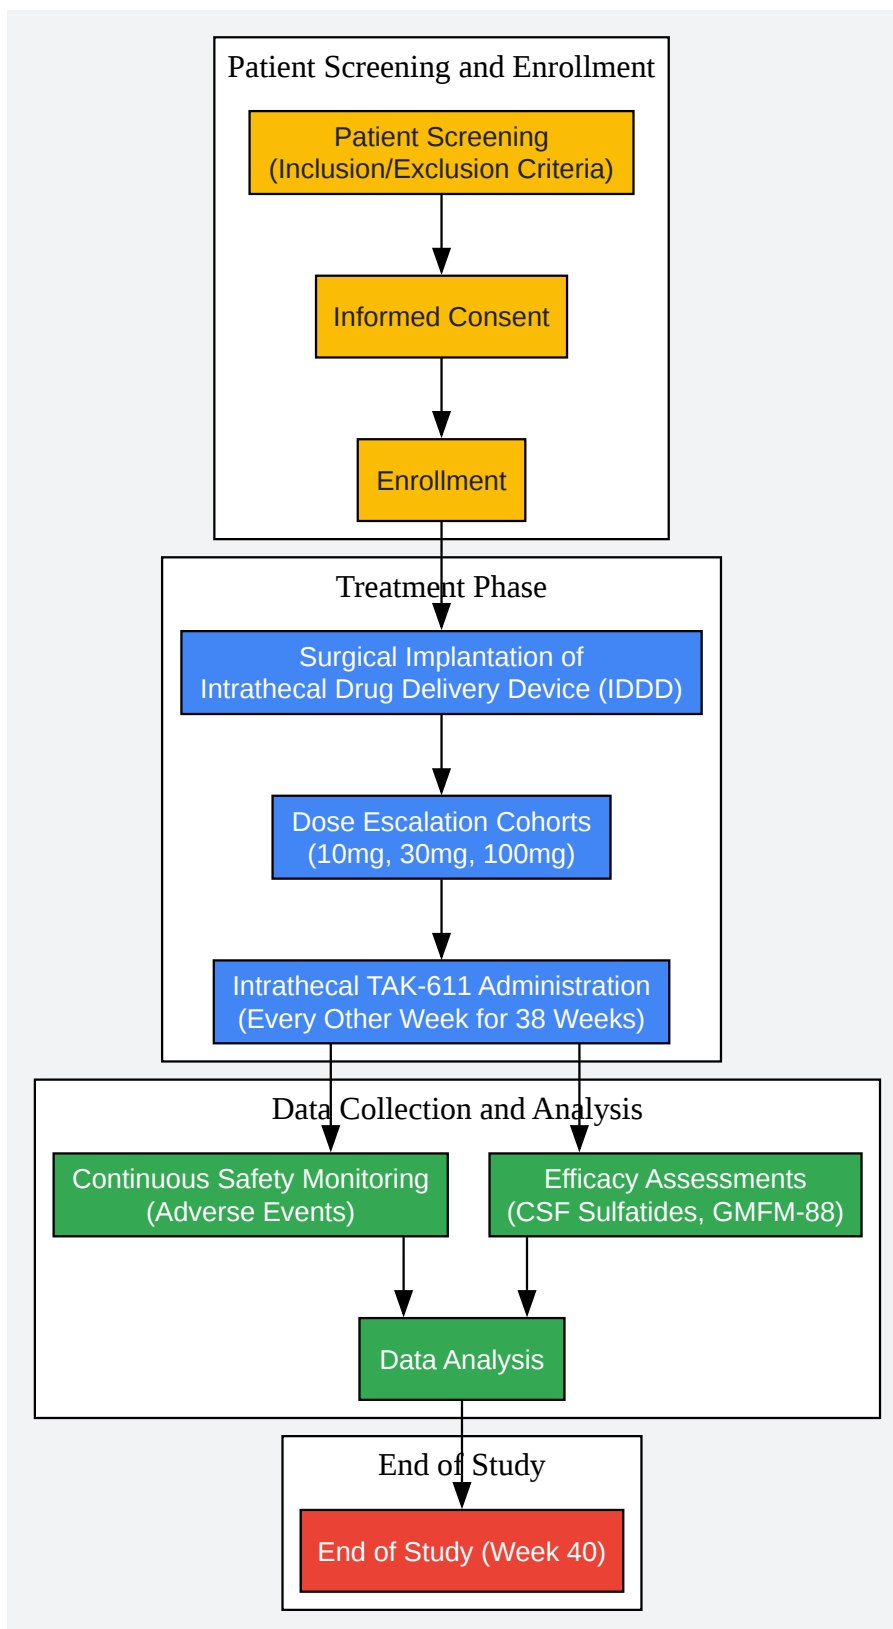 Patient Screening and Enrollment
Patient Screening
(Inclusion/Exclusion Criteria)
Informed Consent
Enrollment
Treatment Phase
Surgical Implantation of
Intrathecal Drug Delivery Device (IDDD)
Dose Escalation Cohorts
(10mg, 30mg, 100mg)
Intrathecal TAK-611 Administration
(Every Other Week for 38 Weeks)
Data Collection and Analysis
Continuous Safety Monitoring
(Adverse Events)
Efficacy Assessments
(CSF Sulfatides, GMFM-88)
Data Analysis
End of Study
End of Study (Week 40)